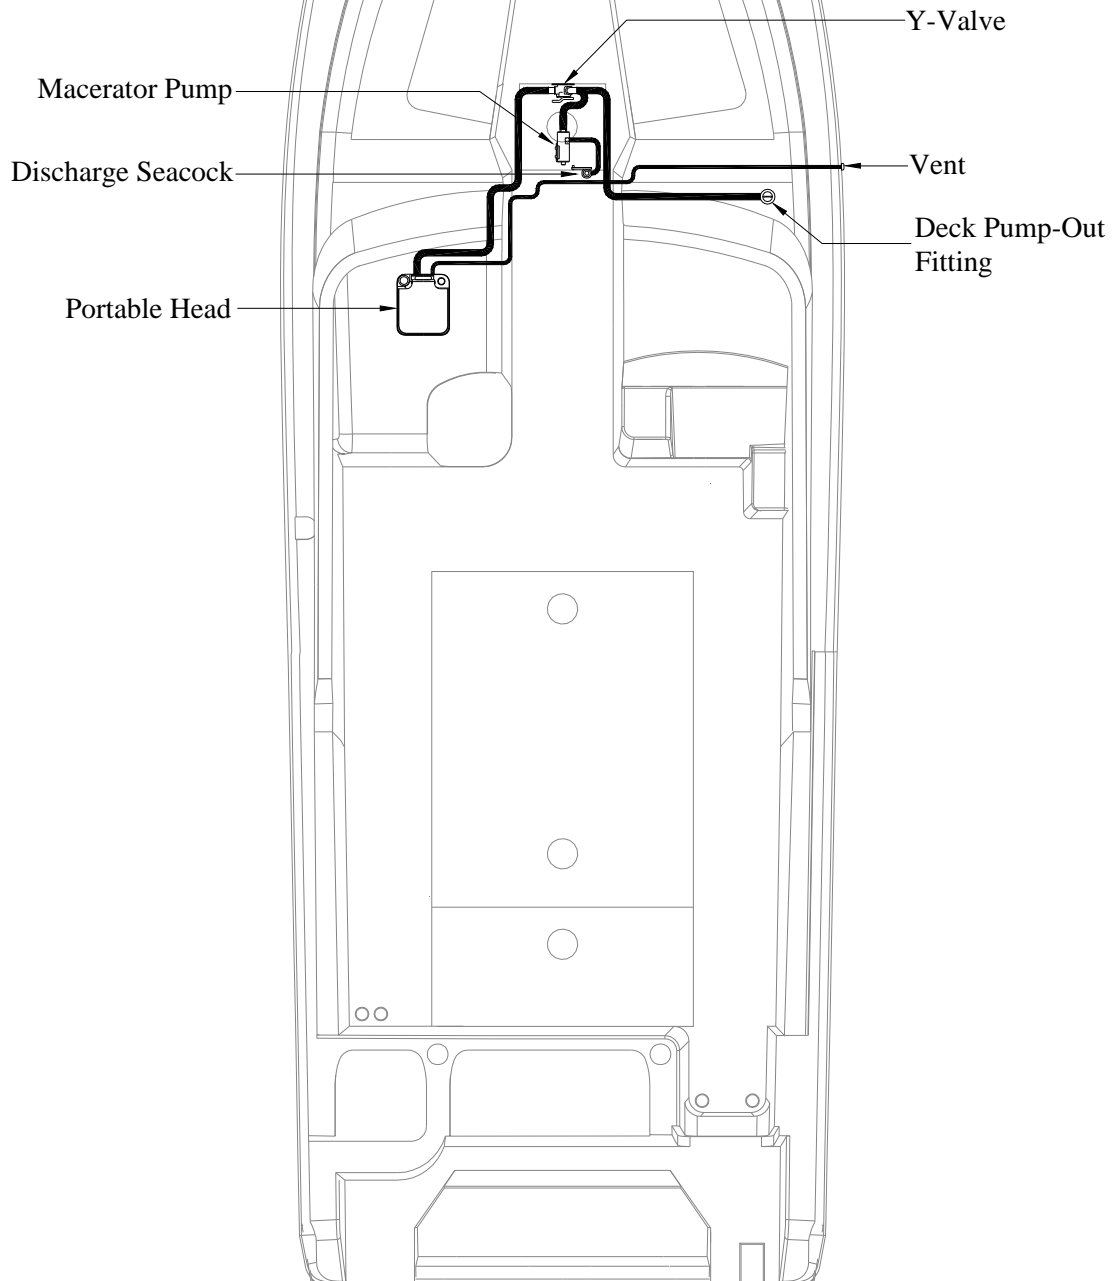 Y-Valve
Macerator Pump
Discharge Seacock
Vent
Deck Pump-Out
Fitting
Portable Head